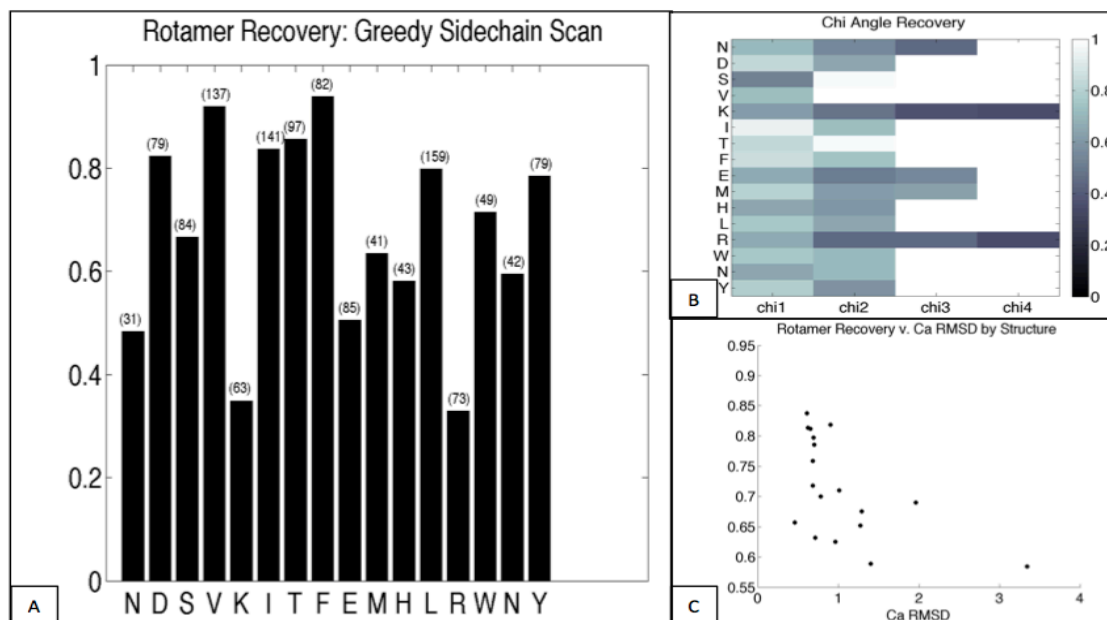 Rotamer Recovery: Greedy Sidechain Scan
1
0.8
0.6
0.4
0.2
0
(31)
(79)
(84)
(137)
(63)
(141)
(97)
(82)
(85)
(41)
(43)
(159)
(73)
(49)
(42)
(79)
N D S V K I T F E M H L R W N Y
A
Chi Angle Recovery
N
D
S
V
K
I
T
F
E
M
H
L
R
W
N
Y
chi1 chi2 chi3 chi4
1
0.8
0.6
0.4
0.2
0
B
Rotamer Recovery v. Ca RMSD by Structure
0.95
0.9
0.85
0.8
0.75
0.7
0.65
0.6
0.55
0 1 2 3 4
Ca RMSD
C